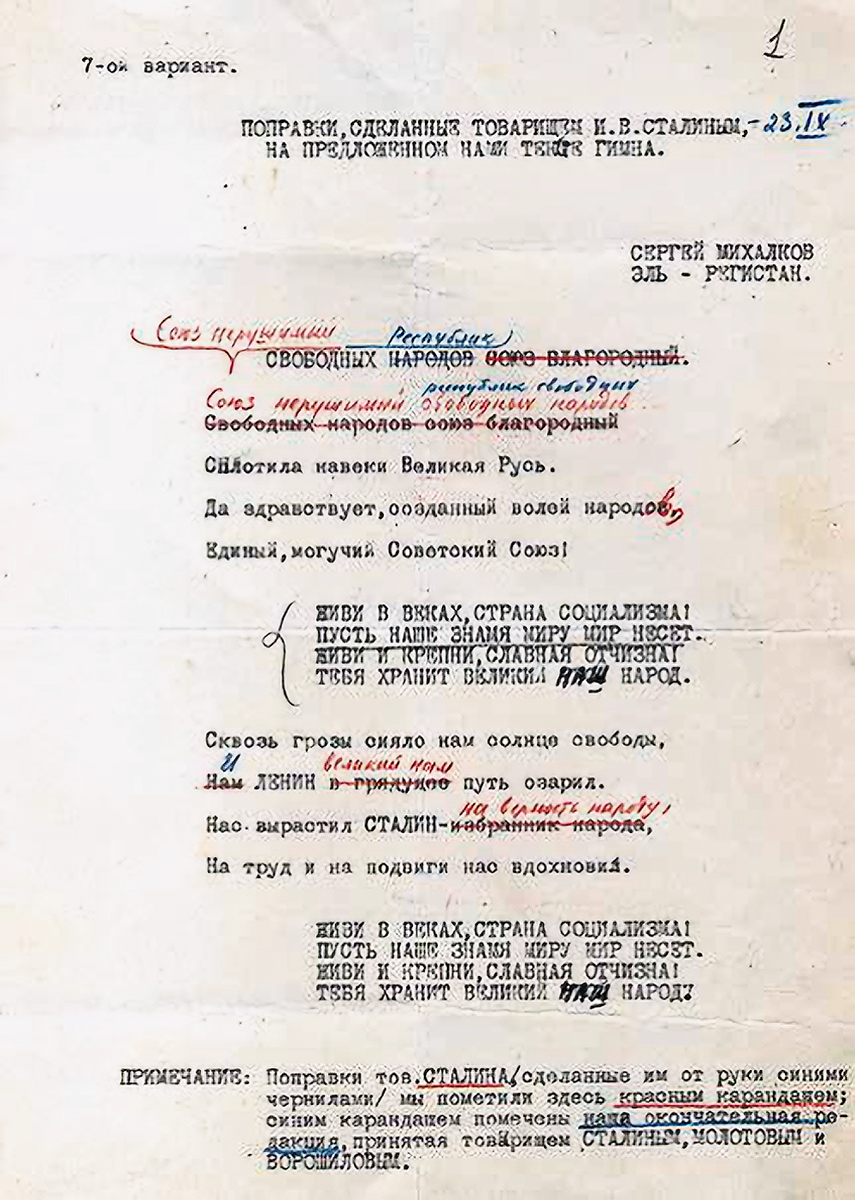 1
7-ой вариант.
ПОПРАВКИ, СДЕЛАННЫЕ ТОВАРИЩЕМ И.В.СТАЛИНЫМ,-23.IX
НА ПРЕДЛОЖЕННОМ НАМИ ТЕКСТЕ ГИМНА.
СЕРГЕЙ МИХАЛКОВ
ЭЛЬ - РЕГИСТАН.
Союз нерушимый Республик
СВОБОДНЫХ НАРОДОВ СОЮЗ БЛАГОРОДНЫЙ.
республик свободных
Союз нерушимый свободных народов
Свободных народов союз благородный
СПЛотила навеки Великая Русь.
Да здравствует, созданный волей народов,
Единый, могучий Советский Союз!
ЖИВИ В ВЕКАХ, СТРАНА СОЦИАЛИЗМА!
ПУСТЬ НАШЕ ЗНАМЯ МИРУ МИР НЕСЕТ.
ЖИВИ И КРЕПНИ, СЛАВНАЯ ОТЧИЗНА!
ТЕБЯ ХРАНИТ ВЕЛИКИЙ НАШ НАРОД.
Сквозь грозы сияло нам солнце свободы,
И великий нам
Нам ЛЕНИН в грядущее путь озарил.
на верность народу,
Нас вырастил СТАЛИН-избранник народа,
На труд и на подвиги нас вдохновил.
ЖИВИ В ВЕКАХ, СТРАНА СОЦИАЛИЗМА!
ПУСТЬ НАШЕ ЗНАМЯ МИРУ МИР НЕСЕТ.
ЖИВИ И КРЕПНИ, СЛАВНАЯ ОТЧИЗНА!
ТЕБЯ ХРАНИТ ВЕЛИКИЙ НАШ НАРОД!
ПРИМЕЧАНИЕ: Поправки тов.СТАЛИНА/сделанные им от руки синими
чернилами/ мы пометили здесь красным карандашем;
синим карандашем помечены наша окончательная ре-
дакция, принятая товарищем СТАЛИНЫМ, МОЛОТОВЫМ и
ВОРОШИЛОВЫМ.